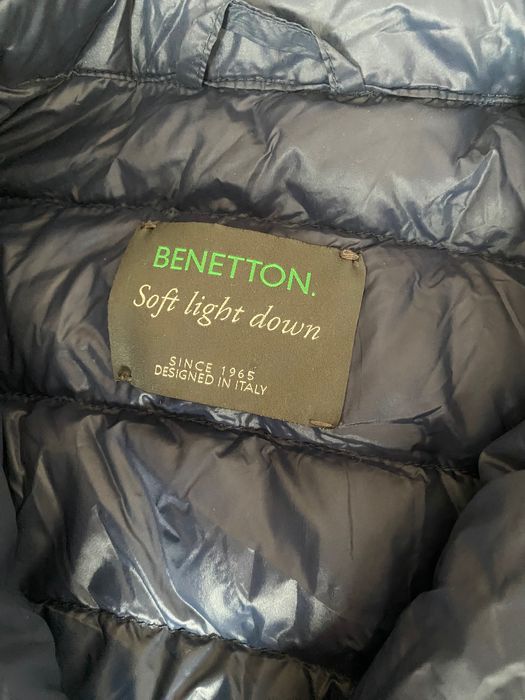 BENETTON.
Soft light down
SINCE 1965
DESIGNED IN ITALY